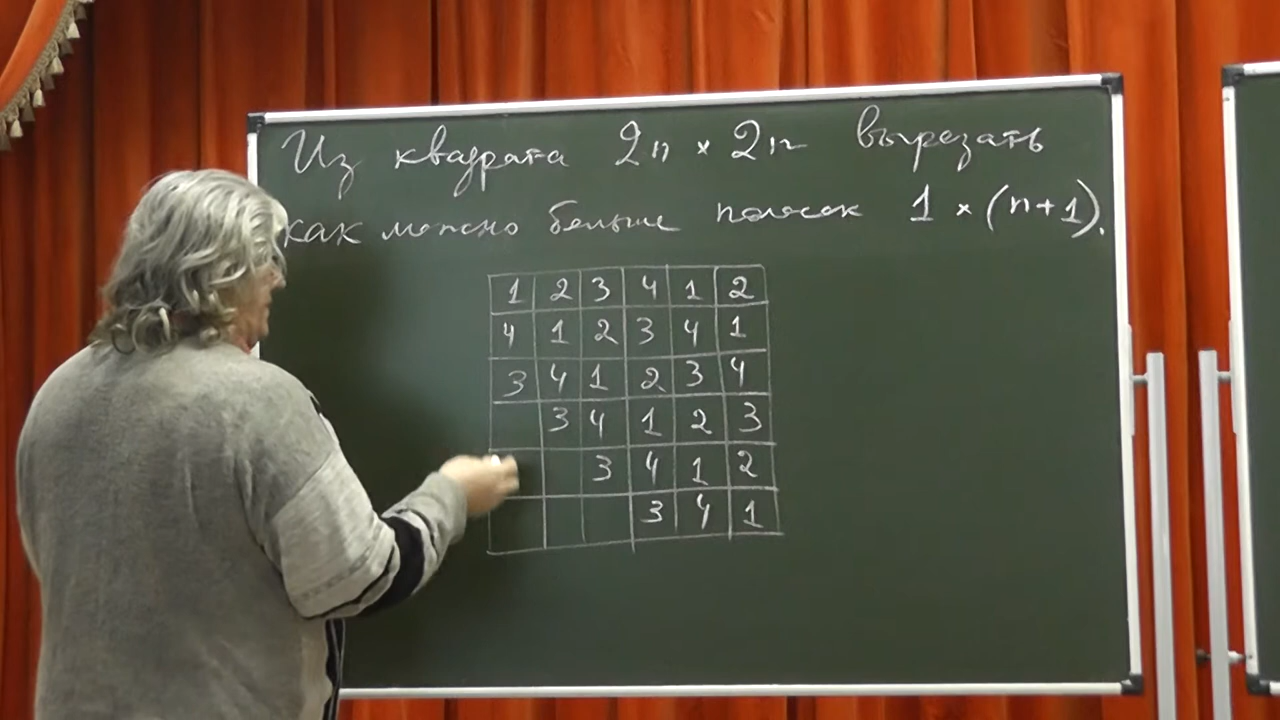 Из квадрата 2n × 2n вырезать
как можно больше полосок 1 × (n+1).
1 2 3 4 1 2
4 1 2 3 4 1
3 4 1 2 3 4
3 4 1 2 3
3 4 1 2
3 4 1